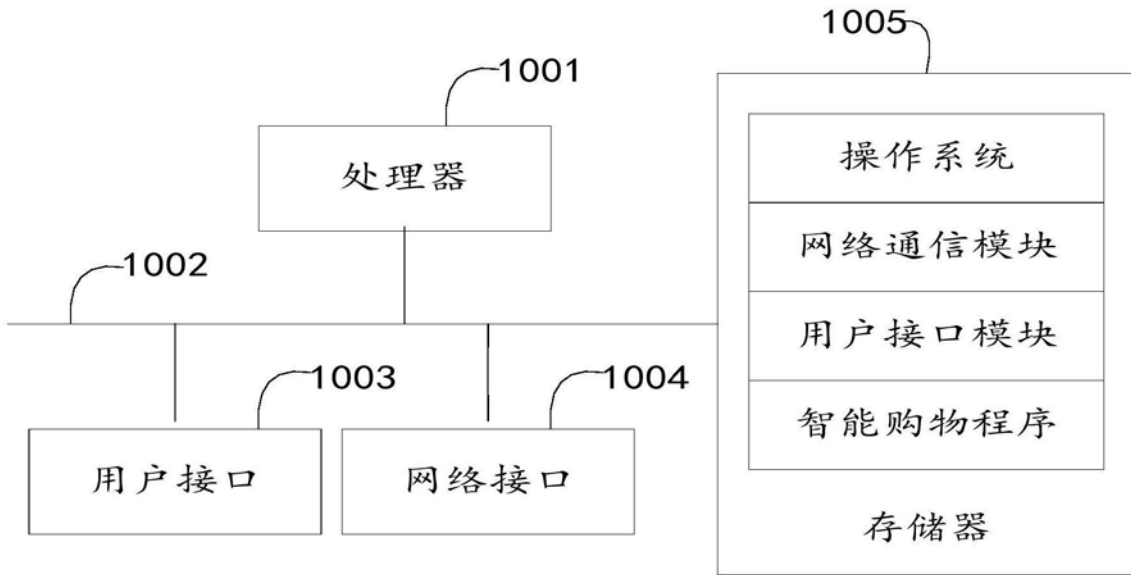 1005
1001
操作系统
处理器
网络通信模块
1002
用户接口模块
1003
1004
智能购物程序
用户接口
网络接口
存储器